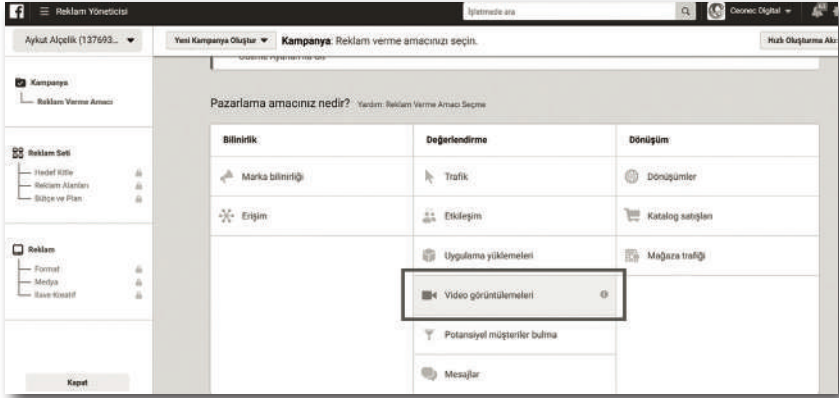 Reklam Yöneticisi
İşletmede ara
Ceonec Digital
Aykut Alçelik (137693...
Yeni Kampanya Oluştur
Kampanya: Reklam verme amacınızı seçin.
Hızlı Oluşturma Akı
Kampanya
Reklam Verme Amacı
Reklam Seti
Hedef Kitle
Reklam Alanları
Bütçe ve Plan
Reklam
Format
Medya
İlave Kreatif
Kapat
Pazarlama amacınız nedir? Yardım: Reklam Verme Amacı Seçme
Bilinirlik
Marka bilinirliği
Erişim
Değerlendirme
Trafik
Etkileşim
Uygulama yüklemeleri
Video görüntülemeleri
Potansiyel müşteriler bulma
Mesajlar
Dönüşüm
Dönüşümler
Katalog satışları
Mağaza trafiği